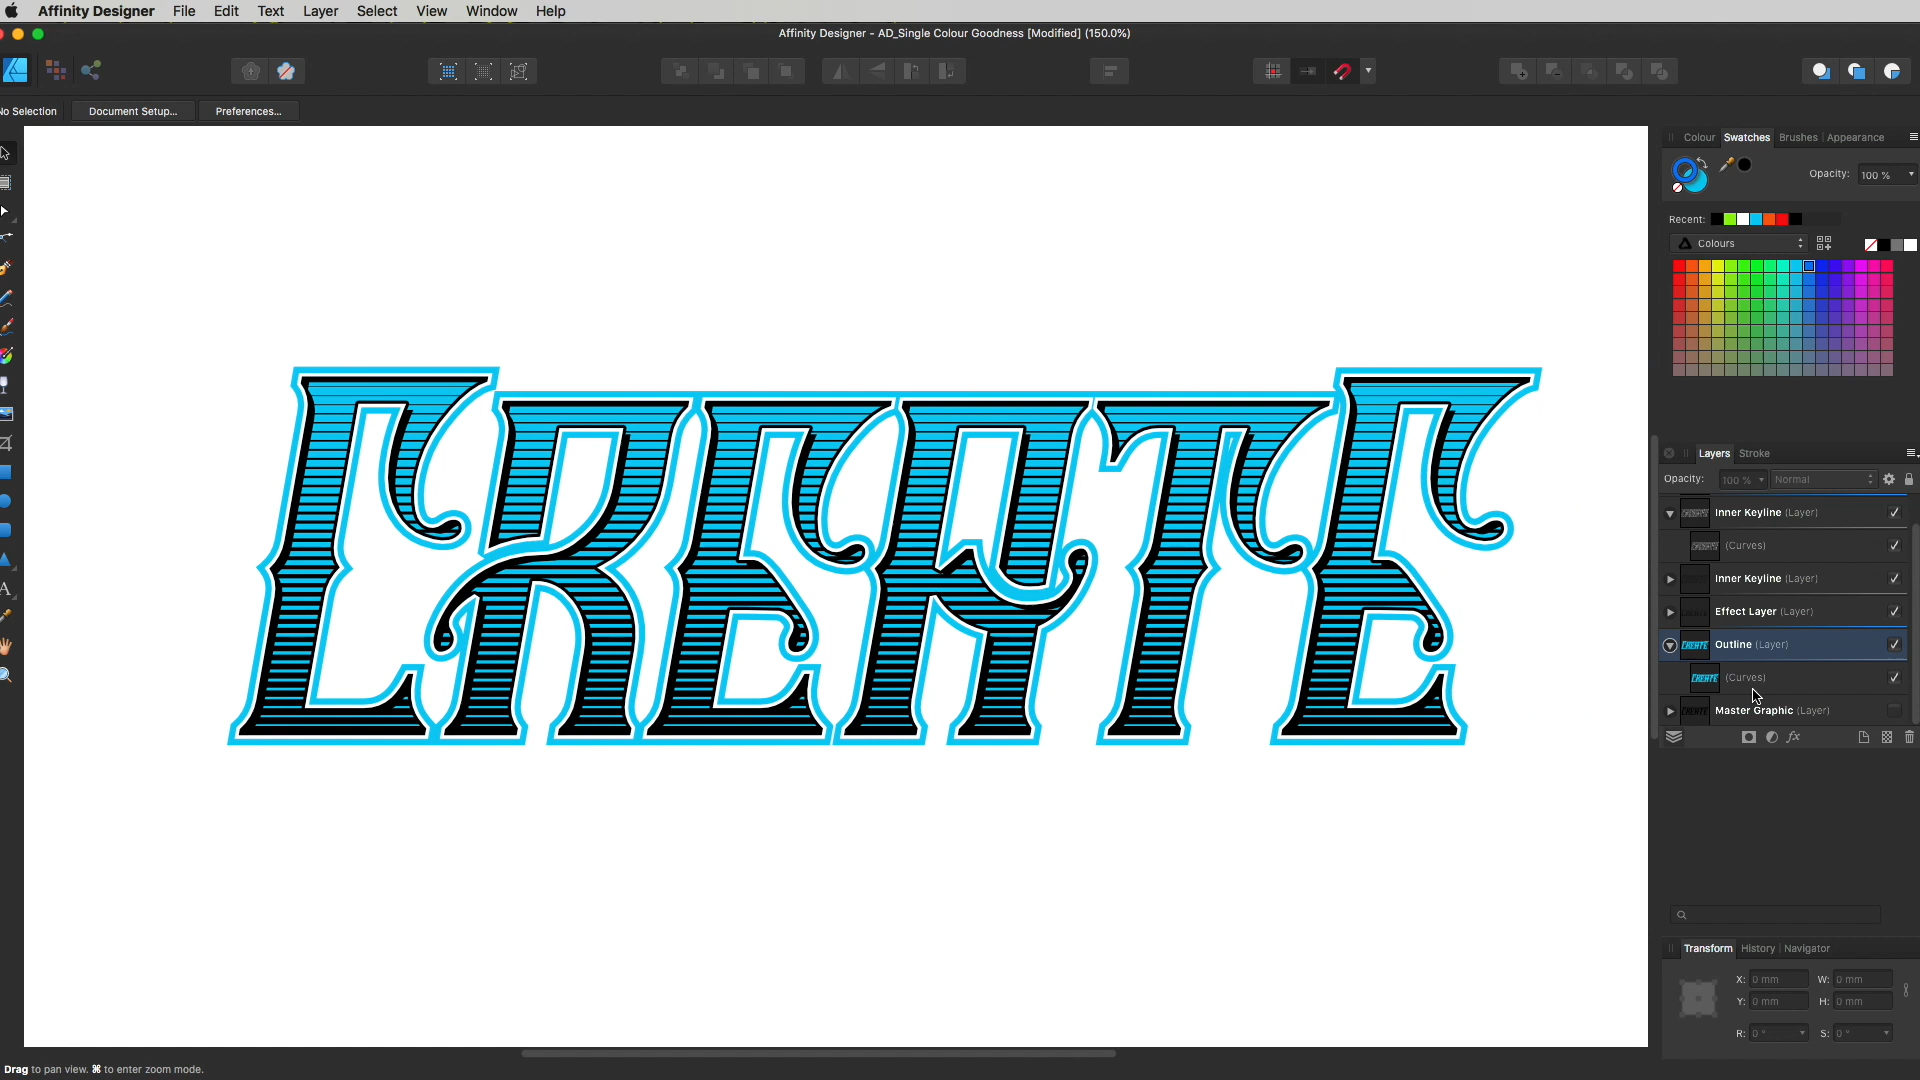 Affinity Designer File Edit Text Layer Select View Window Help
Affinity Designer - AD_Single Colour Goodness [Modified] (150.0%)
No Selection Document Setup... Preferences...
Colour Swatches Brushes Appearance
Opacity: 100 %
Recent:
Colours
CREATE
Layers Stroke
Opacity: 100 % Normal
Inner Keyline (Layer)
(Curves)
Inner Keyline (Layer)
Effect Layer (Layer)
Outline (Layer)
(Curves)
Master Graphic (Layer)
Transform History Navigator
X: 0 mm W: 0 mm
Y: 0 mm H: 0 mm
R: 0 ° S: 0 °
Drag to pan view. ⌘ to enter zoom mode.